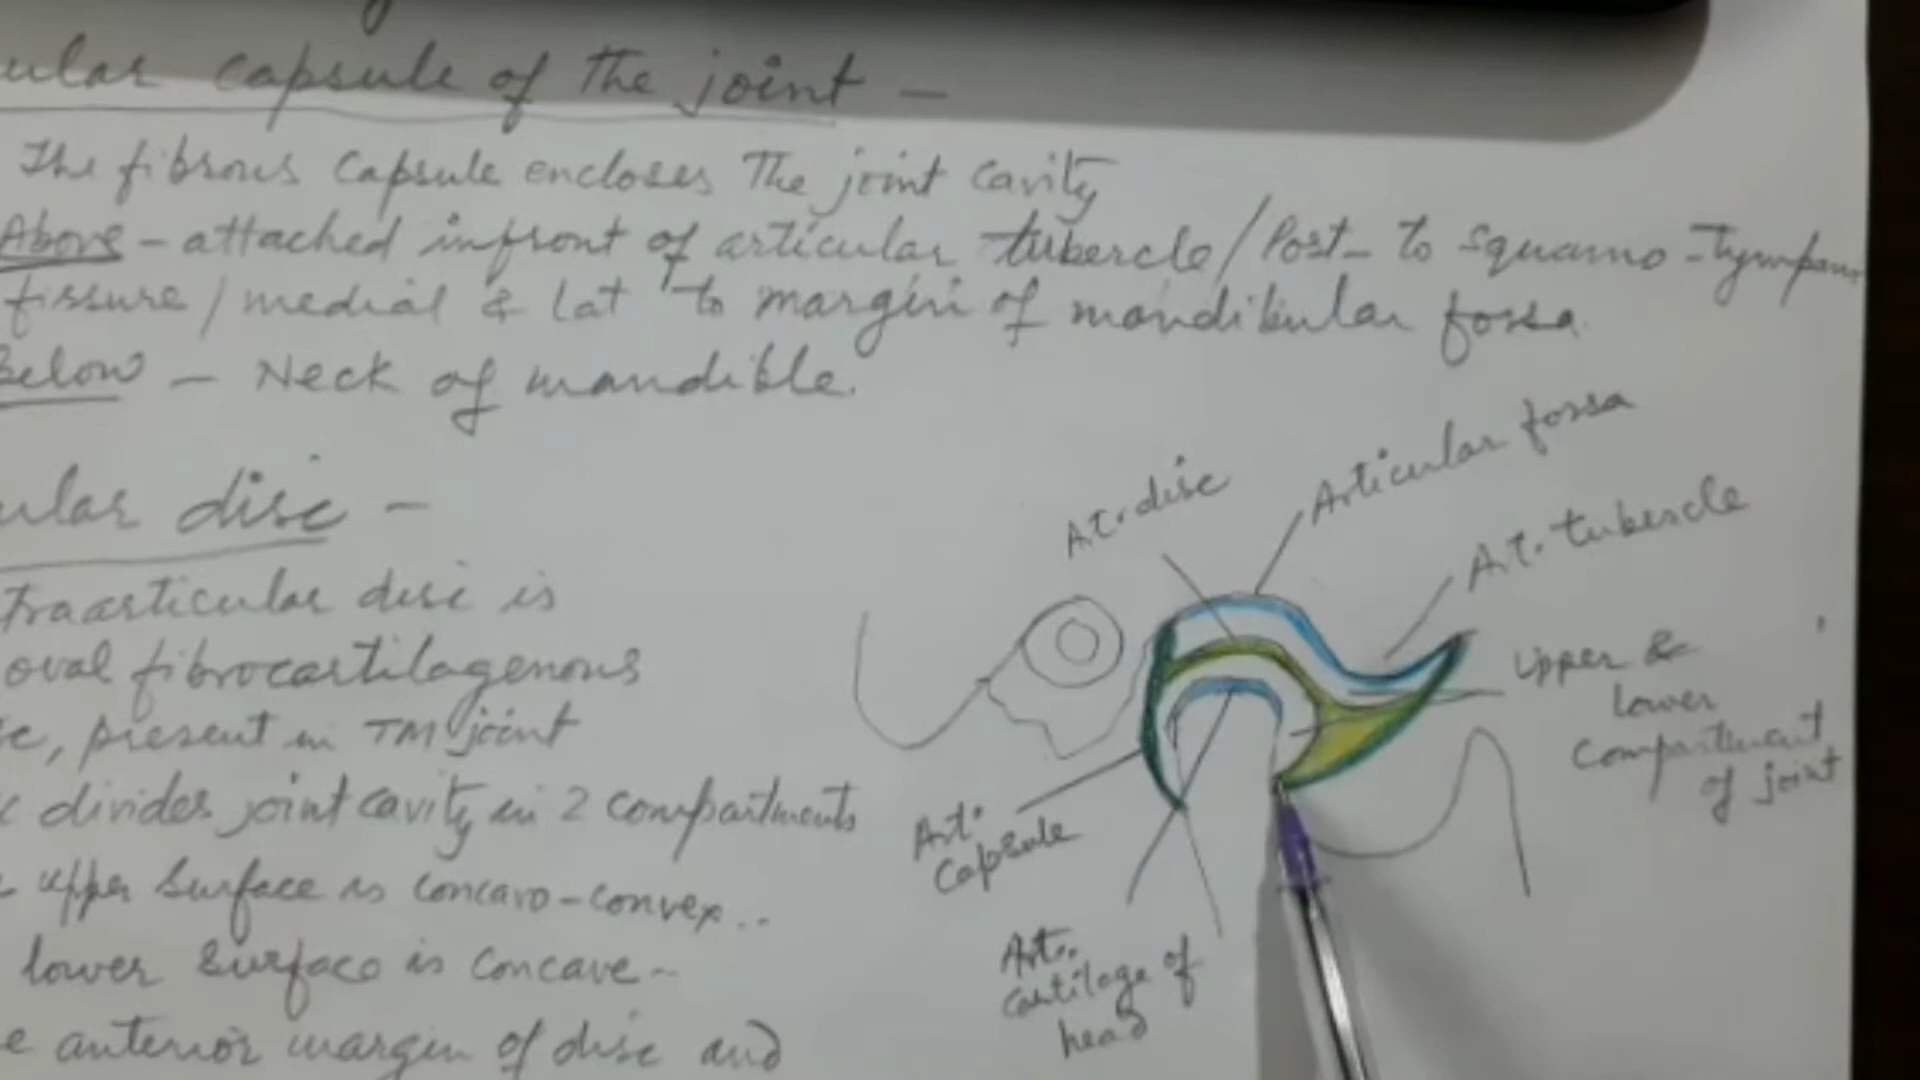 ular capsule of the joint -
The fibrous capsule encloses The joint cavity
Above - attached infront of articular tubercle / Post- to squamo-Tympan
fissure / medial & Lat to margin of mandibular fossa
Below - Neck of mandible.
ular disc -
traarticular disc is
oval fibrocartilagenous
present in TM joint
divides joint cavity in 2 compartments
upper surface is concavo-convex..
lower surface is concave--
e anterior margin of disc and
Art. disc
Articular fossa
Art. tubercle
Upper &
lower
Compartment
of joint
Art.
Capsule
Art.
cartilage of
head